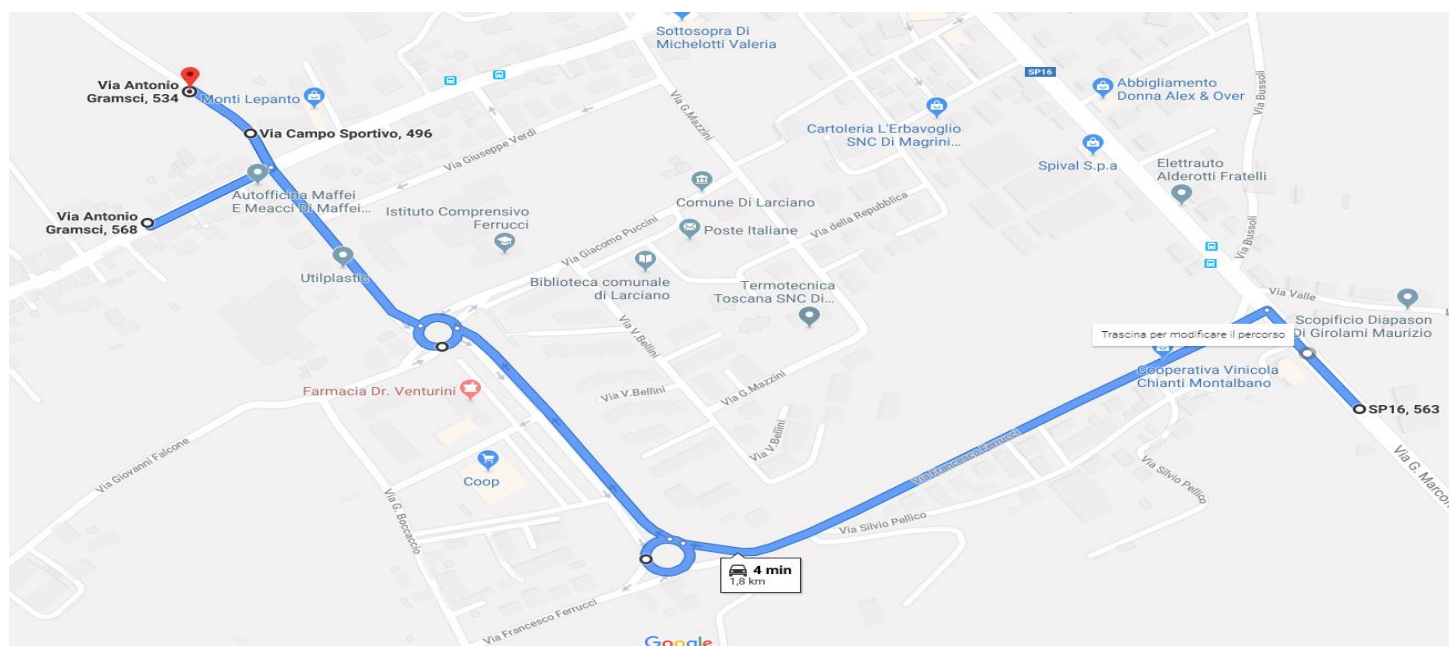 Sottosopra Di
Michelotti Valeria
SP16
Via Antonio
Gramsci, 534
Monti Lepanto
Abbigliamento
Donna Alex & Over
Via Bussoli
Via G.Mazzini
Via Campo Sportivo, 496
Via Giuseppe Verdi
Cartoleria L'Erbavoglio
SNC Di Magrini...
Spival S.p.a
Elettrauto
Alderotti Fratelli
Autofficina Maffei
E Meacci Di Maffei...
Comune Di Larciano
Via Antonio
Gramsci, 568
Istituto Comprensivo
Ferrucci
Via della Repubblica
Poste Italiane
Via Giacomo Puccini
Via Bussoli
Utilplastic
Biblioteca comunale
di Larciano
Termotecnica
Toscana SNC Di...
Via Valle
Scopificio Diapason
Di Girolami Maurizio
Trascina per modificare il percorso
Via V.Bellini
Cooperativa Vinicola
Chianti Montalbano
Farmacia Dr. Venturini
Via V.Bellini
Via G.Mazzini
SP16, 563
Via V.Bellini
Via Giovanni Falcone
Via Francesco Ferrucci
Via G. Marconi
Coop
Via Silvio Pellico
Via G. Boccaccio
Via Silvio Pellico
4 min
1,8 km
Via Francesco Ferrucci
Google